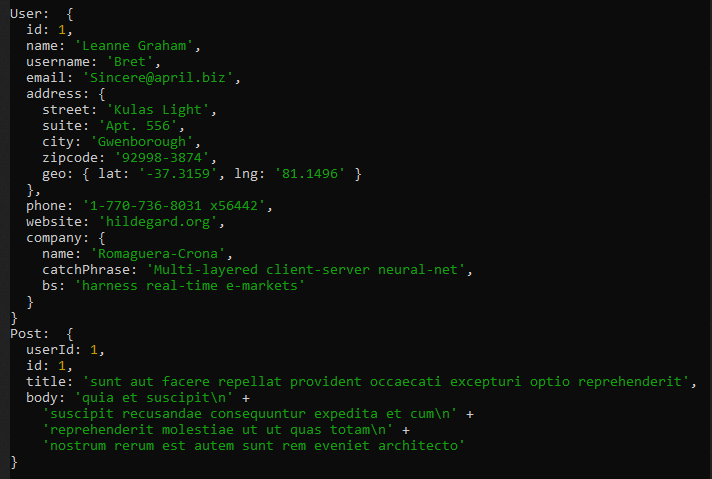 User:  {
  id: 1,
  name: 'Leanne Graham',
  username: 'Bret',
  email: 'Sincere@april.biz',
  address: {
    street: 'Kulas Light',
    suite: 'Apt. 556',
    city: 'Gwenborough',
    zipcode: '92998-3874',
    geo: { lat: '-37.3159', lng: '81.1496' }
  },
  phone: '1-770-736-8031 x56442',
  website: 'hildegard.org',
  company: {
    name: 'Romaguera-Crona',
    catchPhrase: 'Multi-layered client-server neural-net',
    bs: 'harness real-time e-markets'
  }
}
Post:  {
  userId: 1,
  id: 1,
  title: 'sunt aut facere repellat provident occaecati excepturi optio reprehenderit',
  body: 'quia et suscipit\n' +
    'suscipit recusandae consequuntur expedita et cum\n' +
    'reprehenderit molestiae ut ut quas totam\n' +
    'nostrum rerum est autem sunt rem eveniet architecto'
}